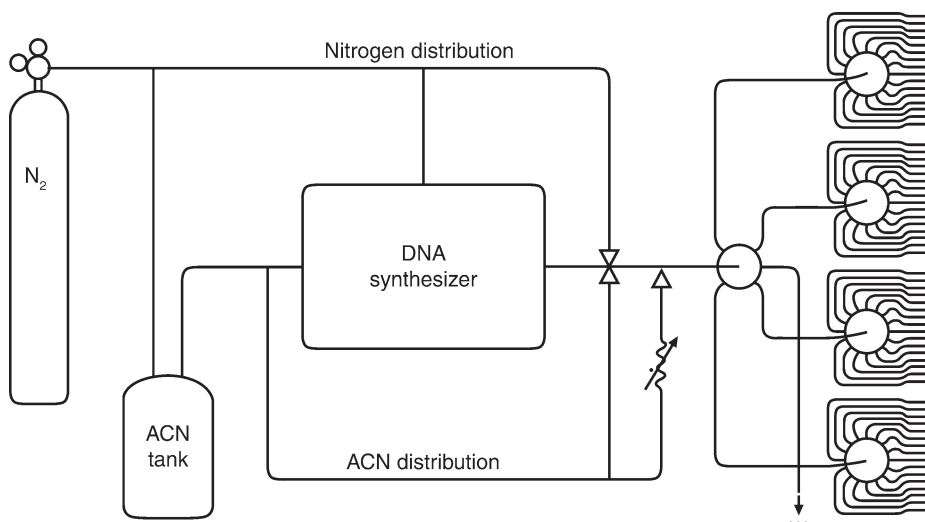 Nitrogen distribution
N2
DNA
synthesizer
ACN
tank
ACN distribution